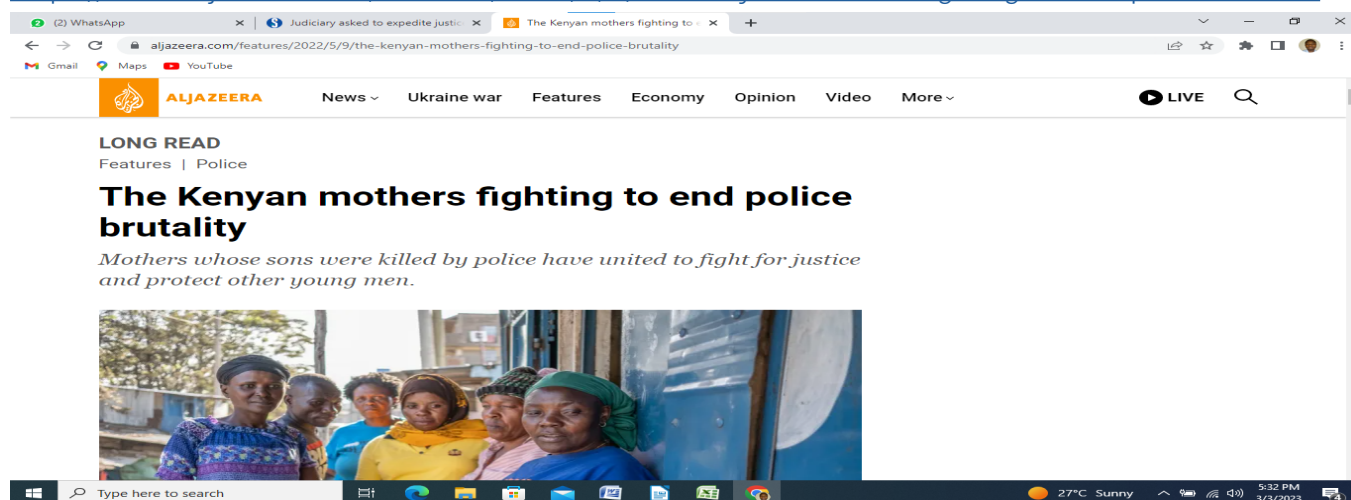 (2) WhatsApp
Judiciary asked to expedite justic
The Kenyan mothers fighting to e
aljazeera.com/features/2022/5/9/the-kenyan-mothers-fighting-to-end-police-brutality
Gmail Maps YouTube
ALJAZEERA News Ukraine war Features Economy Opinion Video More LIVE
LONG READ
Features | Police
The Kenyan mothers fighting to end police
brutality
Mothers whose sons were killed by police have united to fight for justice
and protect other young men.
Type here to search
27°C Sunny
5:32 PM
3/3/2023